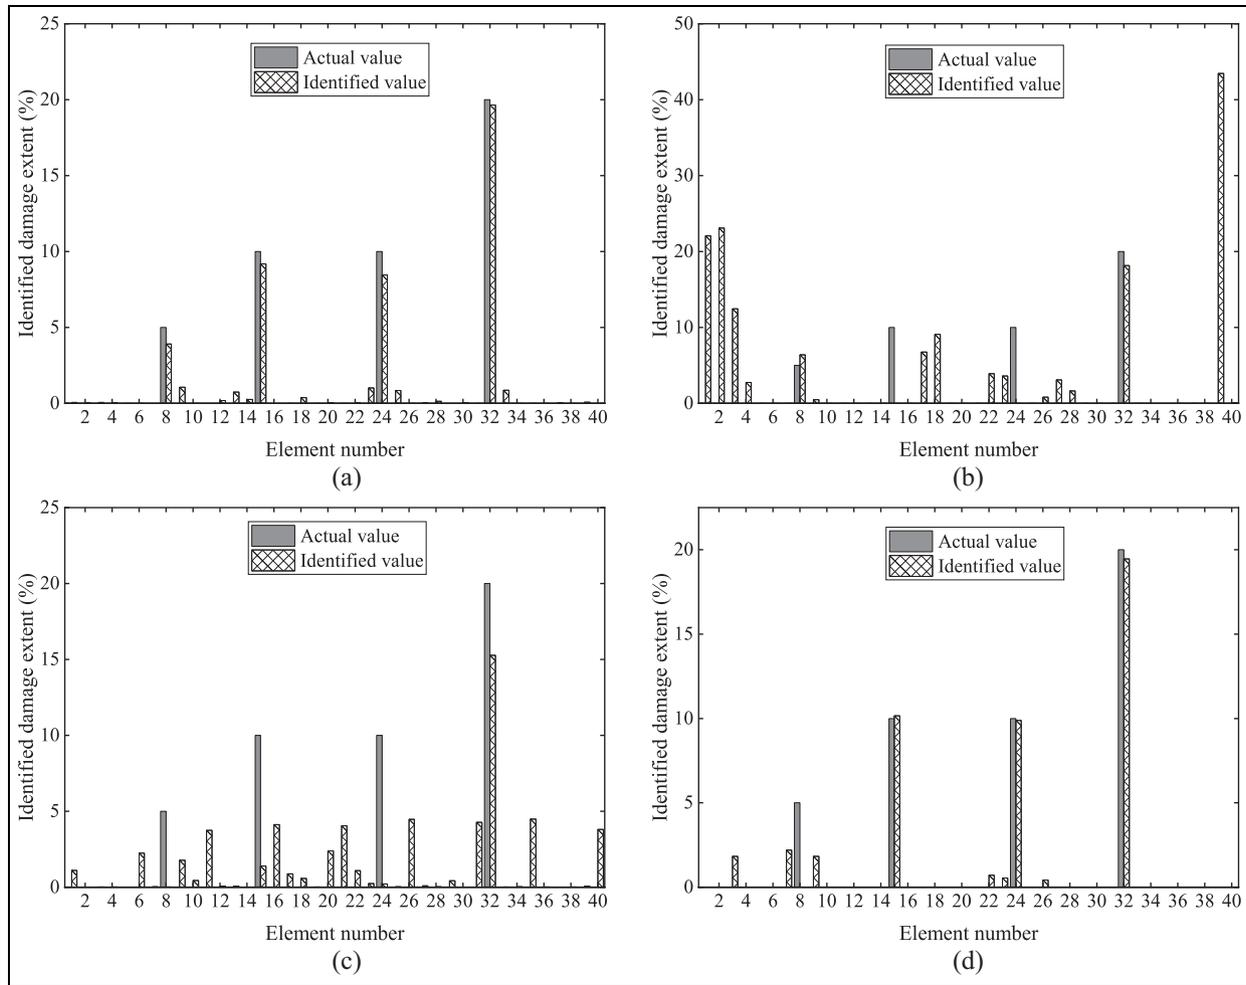 25
20
15
10
5
0
Identified damage extent (%)
Actual value
Identified value
2 4 6 8 10 12 14 16 18 20 22 24 26 28 30 32 34 36 38 40
Element number
(a)
50
40
30
20
10
0
Identified damage extent (%)
Actual value
Identified value
2 4 6 8 10 12 14 16 18 20 22 24 26 28 30 32 34 36 38 40
Element number
(b)
25
20
15
10
5
0
Identified damage extent (%)
Actual value
Identified value
2 4 6 8 10 12 14 16 18 20 22 24 26 28 30 32 34 36 38 40
Element number
(c)
20
15
10
5
0
Identified damage extent (%)
Actual value
Identified value
2 4 6 8 10 12 14 16 18 20 22 24 26 28 30 32 34 36 38 40
Element number
(d)